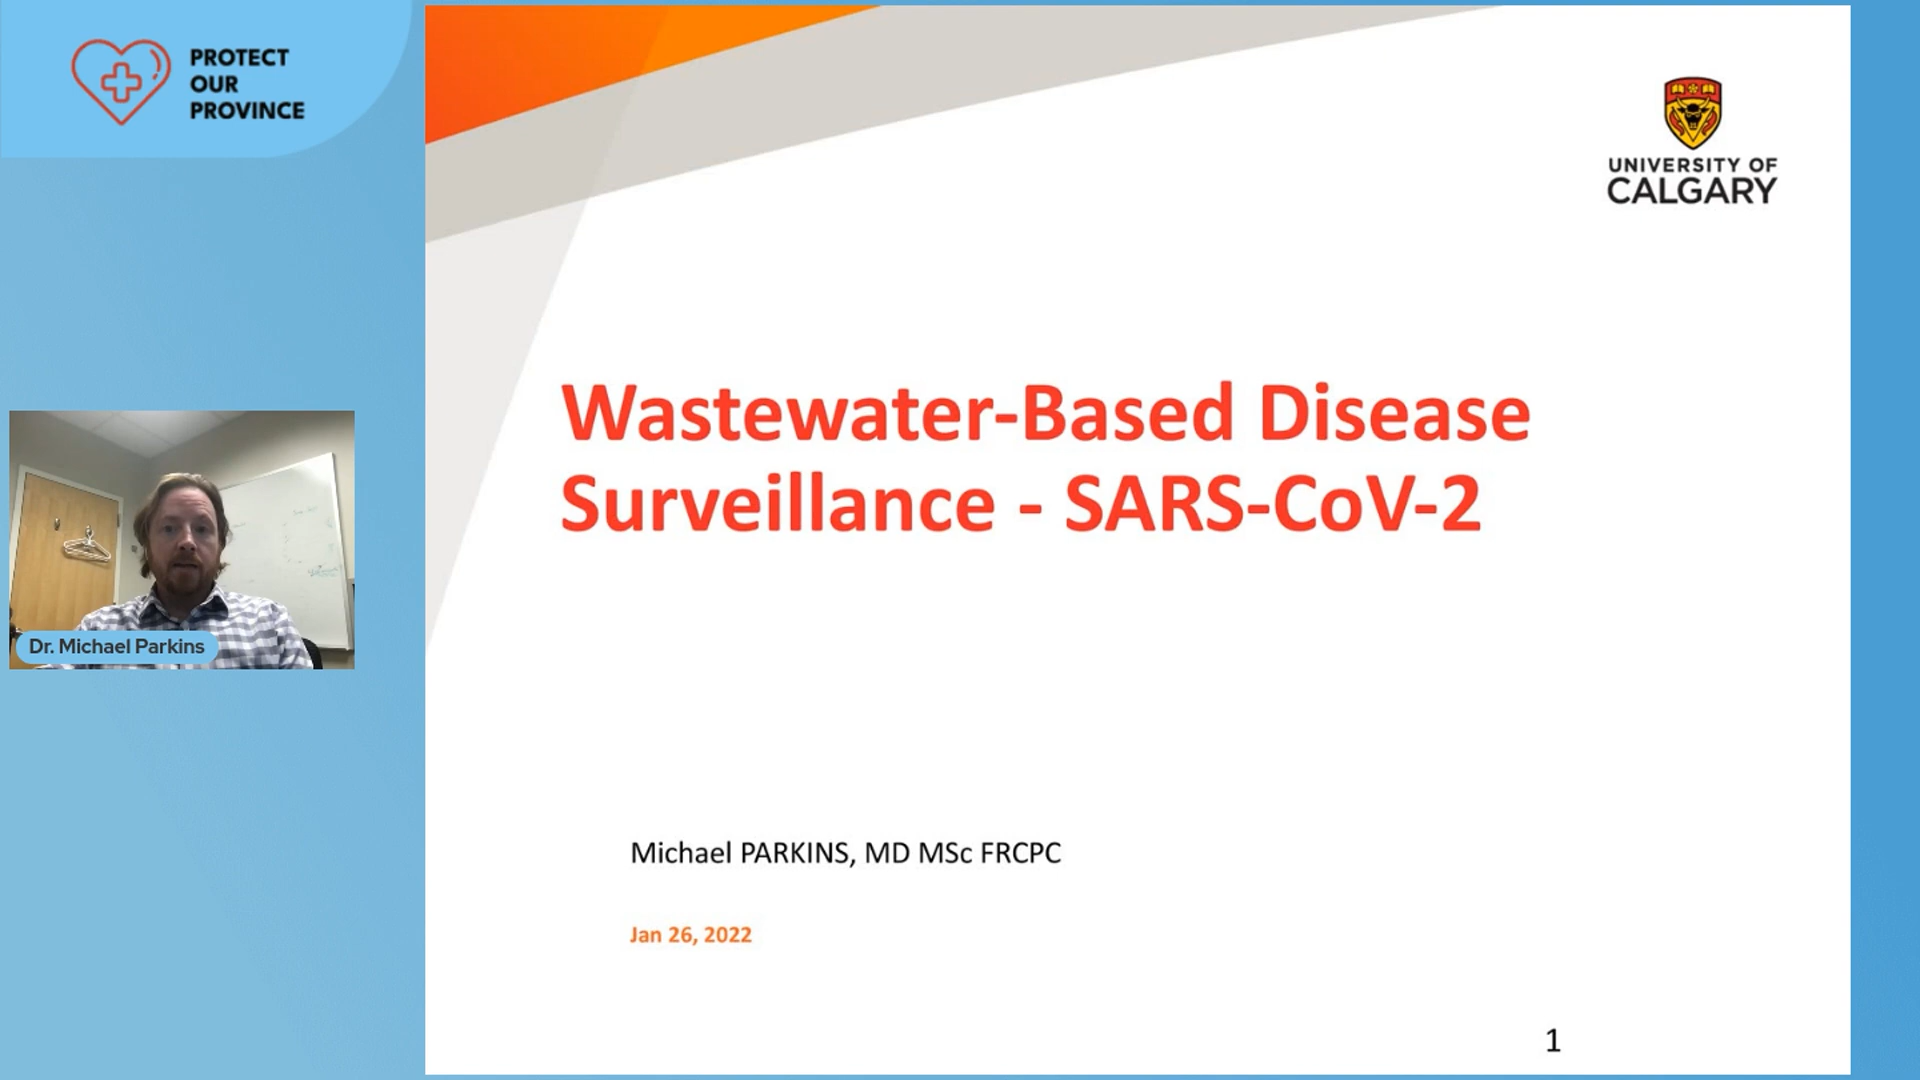 PROTECT
OUR
PROVINCE
UNIVERSITY OF
CALGARY
Wastewater-Based Disease
Surveillance - SARS-CoV-2
Dr. Michael Parkins
Michael PARKINS, MD MSc FRCPC
Jan 26, 2022
1